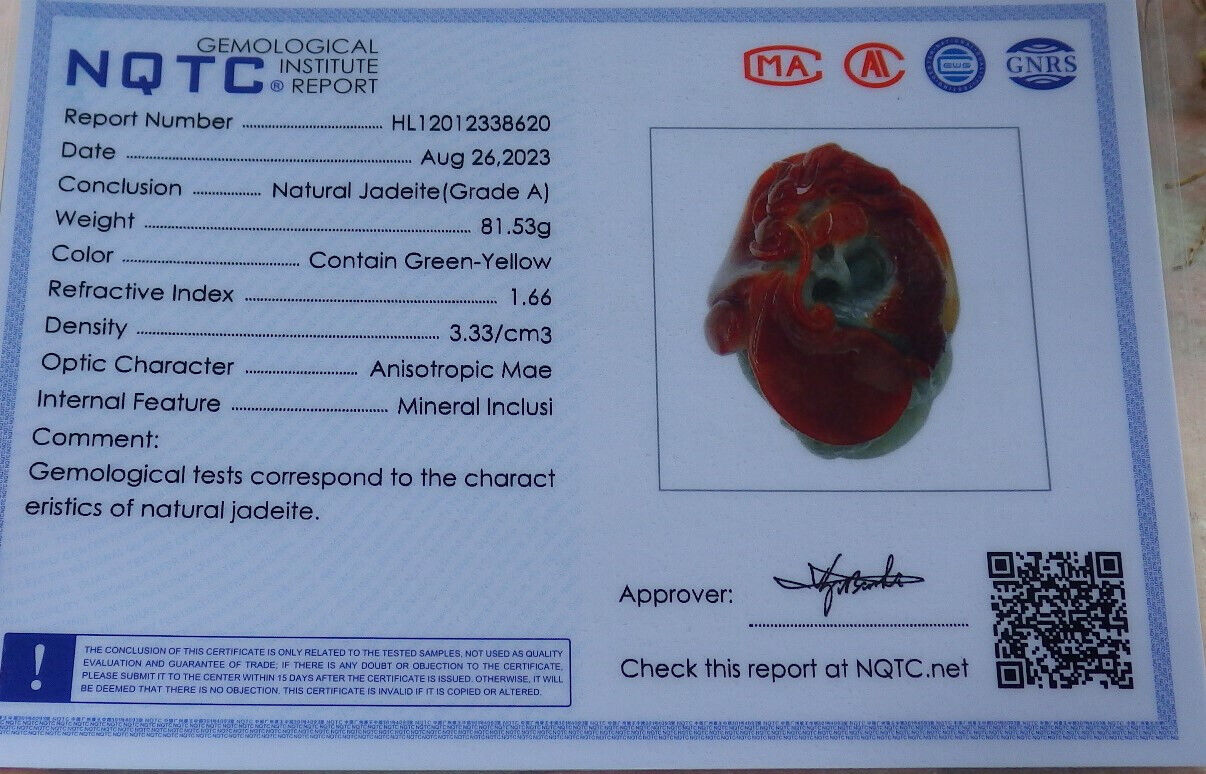 NQTC® GEMOLOGICAL
INSTITUTE
REPORT
MA
GNRS
Report Number ........................ HL12012338620
Date ........................ Aug 26,2023
Conclusion ............ Natural Jadeite(Grade A)
Weight ........................ 81.53g
Color ........................ Contain Green-Yellow
Refractive Index ........................ 1.66
Density ........................ 3.33/cm3
Optic Character ........................ Anisotropic Mae
Internal Feature ........................ Mineral Inclusi
Comment:
Gemological tests correspond to the charact
eristics of natural jadeite.
Approver:
Check this report at NQTC.net
THE CONCLUSION OF THIS CERTIFICATE IS ONLY RELATED TO THE TESTED SAMPLES, NOT USED AS QUALITY
EVALUATION AND GUARANTEE OF TRADE; IF THERE IS ANY DOUBT OR OBJECTION TO THE CERTIFICATE,
PLEASE SUBMIT IT TO THE CENTER WITHIN 15 DAYS AFTER THE CERTIFICATE IS ISSUED. OTHERWISE, IT WILL
BE DEEMED THAT THERE IS NO OBJECTION. THIS CERTIFICATE IS INVALID IF IT IS COPIED OR ALTERED.